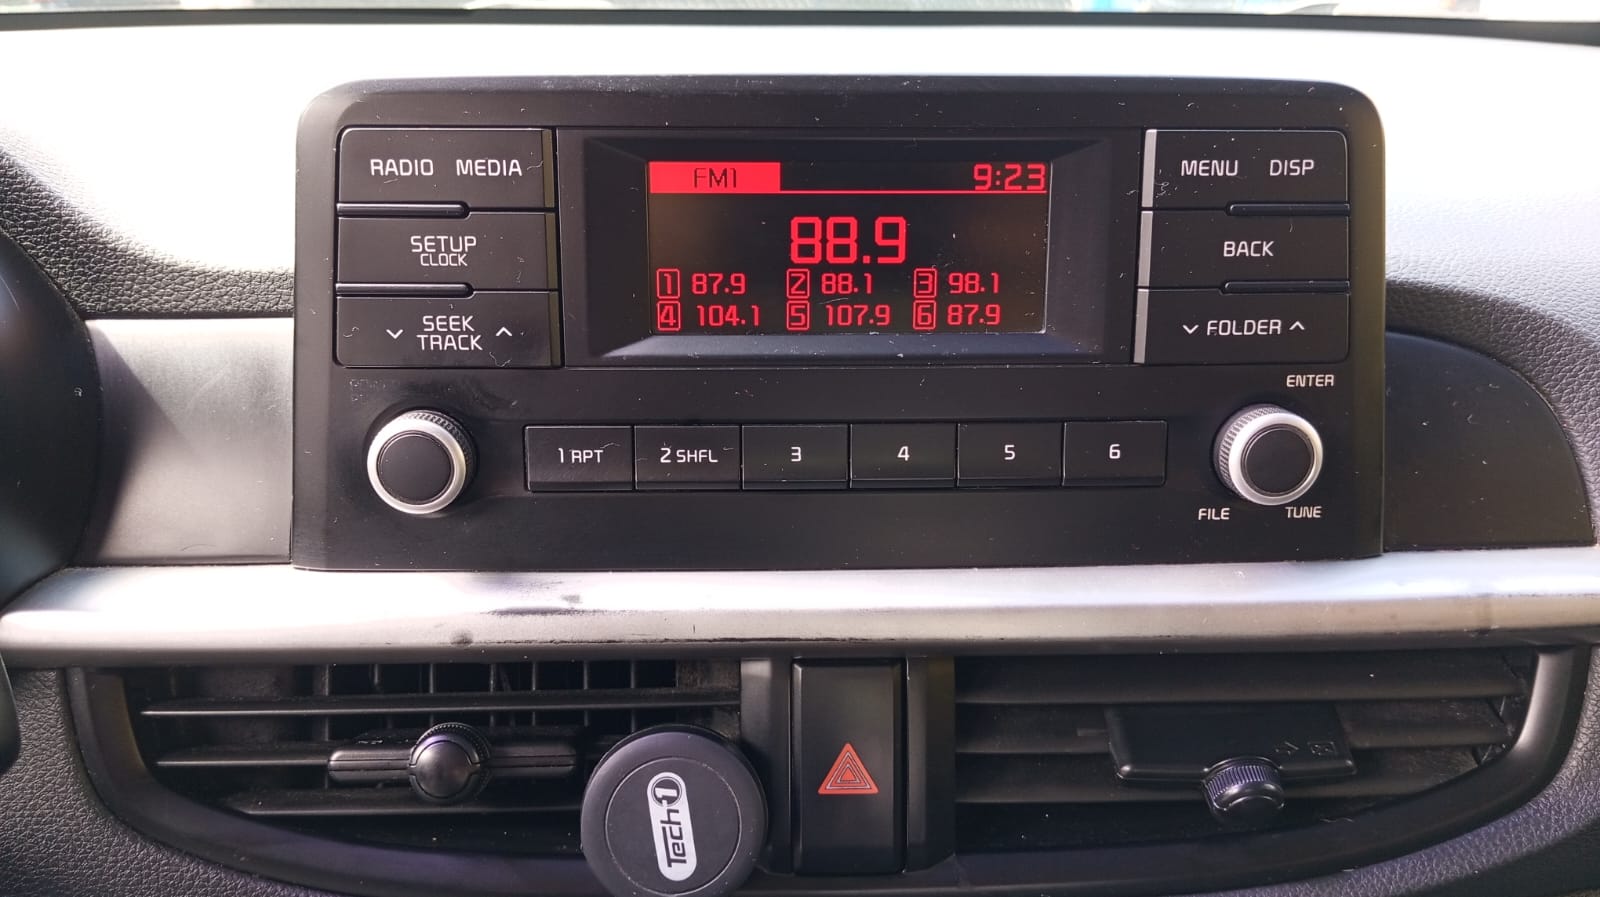 RADIO MEDIA
SETUP
CLOCK
SEEK
TRACK
FM1 9:23
88.9
1 87.9 2 88.1 3 98.1
4 104.1 5 107.9 6 87.9
MENU DISP
BACK
FOLDER
ENTER
1 RPT 2 SHFL 3 4 5 6
FILE TUNE
Tech1